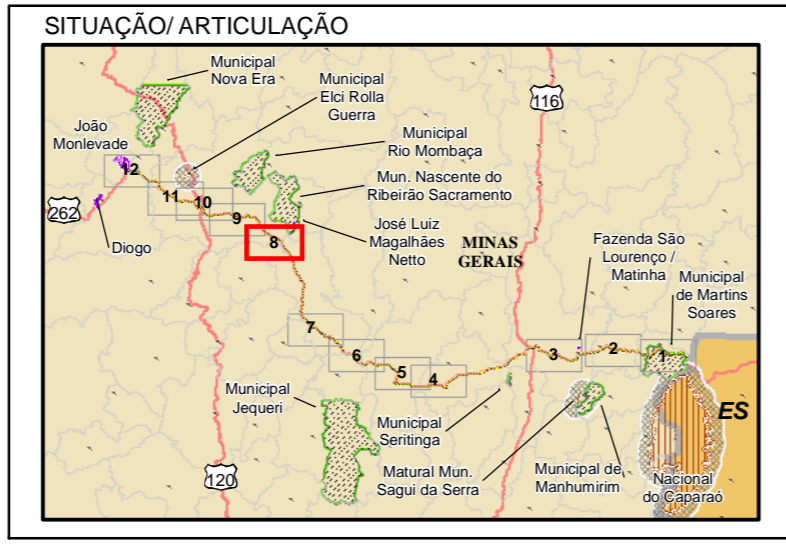 SITUAÇÃO/ ARTICULAÇÃO
Municipal
Nova Era
Municipal
Elci Rolla
Guerra
116
João
Monlevade
Municipal
Rio Mombaça
12
Mun. Nascente do
Ribeirão Sacramento
11
10
262
9
José Luiz
Magalhães
Netto
Diogo
8
MINAS
GERAIS
Fazenda São
Lourenço /
Matinha
Municipal
de Martins
Soares
7
6
5
4
3
2
1
Municipal
Jequeri
Municipal
Seritinga
ES
Matural Mun.
Sagui da Serra
Municipal de
Manhumirim
Nacional
do Caparaó
120